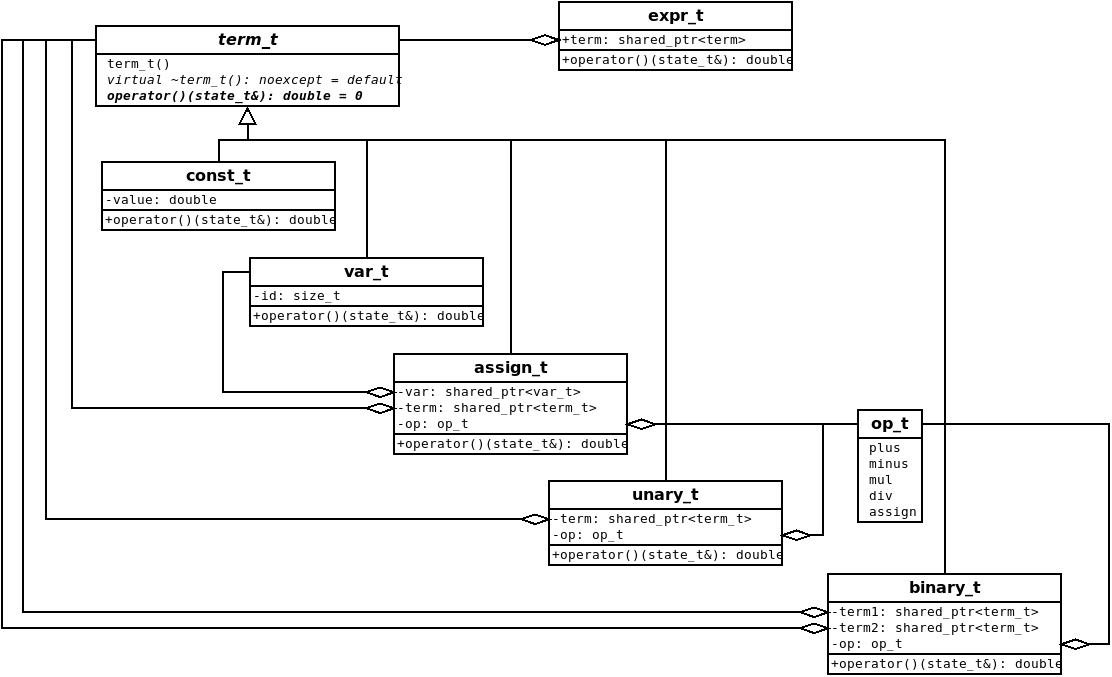 expr_t
+term: shared_ptr<term>
+operator()(state_t&): double
term_t
term_t()
virtual ~term_t(): noexcept = default
operator()(state_t&): double = 0
const_t
-value: double
+operator()(state_t&): double
var_t
-id: size_t
+operator()(state_t&): double
assign_t
-var: shared_ptr<var_t>
-term: shared_ptr<term_t>
-op: op_t
+operator()(state_t&): double
op_t
plus
minus
mul
div
assign
unary_t
-term: shared_ptr<term_t>
-op: op_t
+operator()(state_t&): double
binary_t
-term1: shared_ptr<term_t>
-term2: shared_ptr<term_t>
-op: op_t
+operator()(state_t&): double